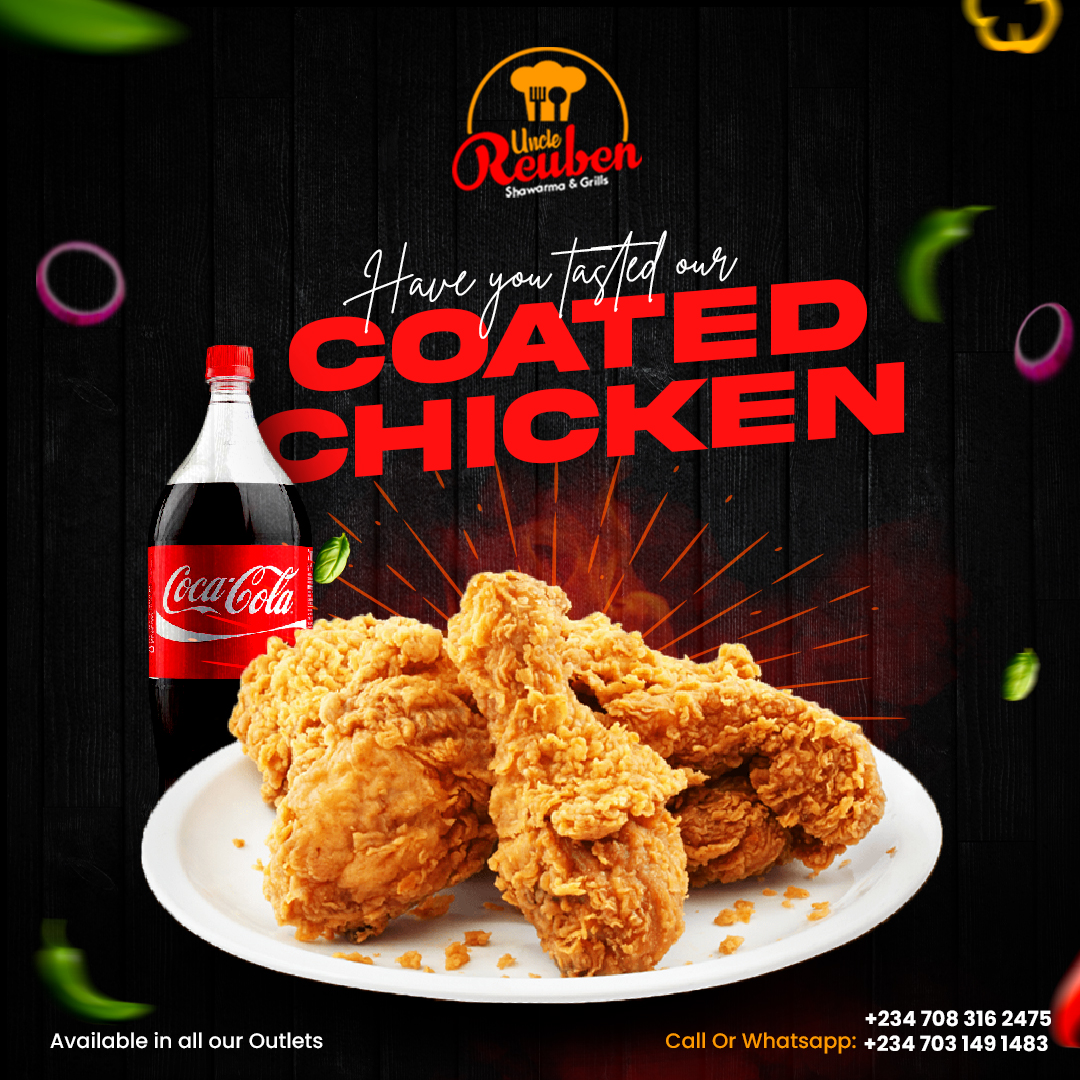 Uncle
Reuben
Shawarma & Grills
Have you tasted our
COATED
CHICKEN
Coca-Cola
Available in all our Outlets
Call Or Whatsapp: +234 708 316 2475
+234 703 149 1483